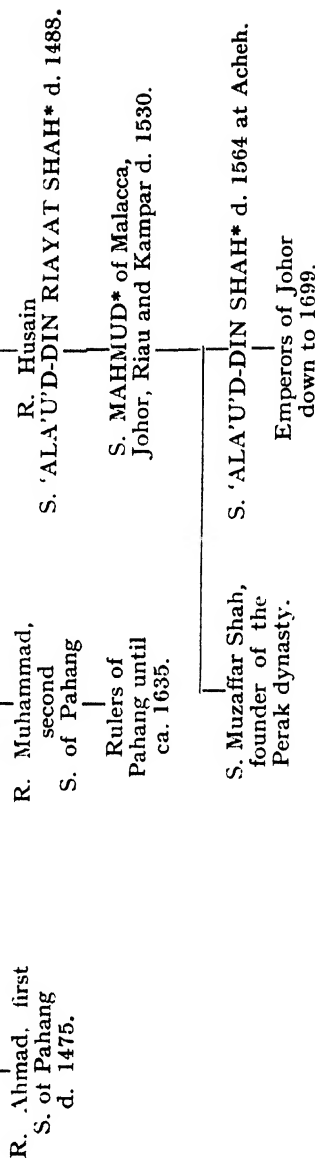 R. Ahmad, first
S. of Pahang
d. 1475.
R. Muhammad,
second
S. of Pahang
R. Husain
S. ‘ALA'U'D-DIN RIAYAT SHAH* d. 1488.
Rulers of
Pahang until
ca. 1635.
S. MAHMUD* of Malacca,
Johor, Riau and Kampar d. 1530.
S. Muzaffar Shah,
founder of the
Perak dynasty.
S. ‘ALA'U'D-DIN SHAH* d. 1564 at Acheh.
Emperors of Johor
down to 1699.